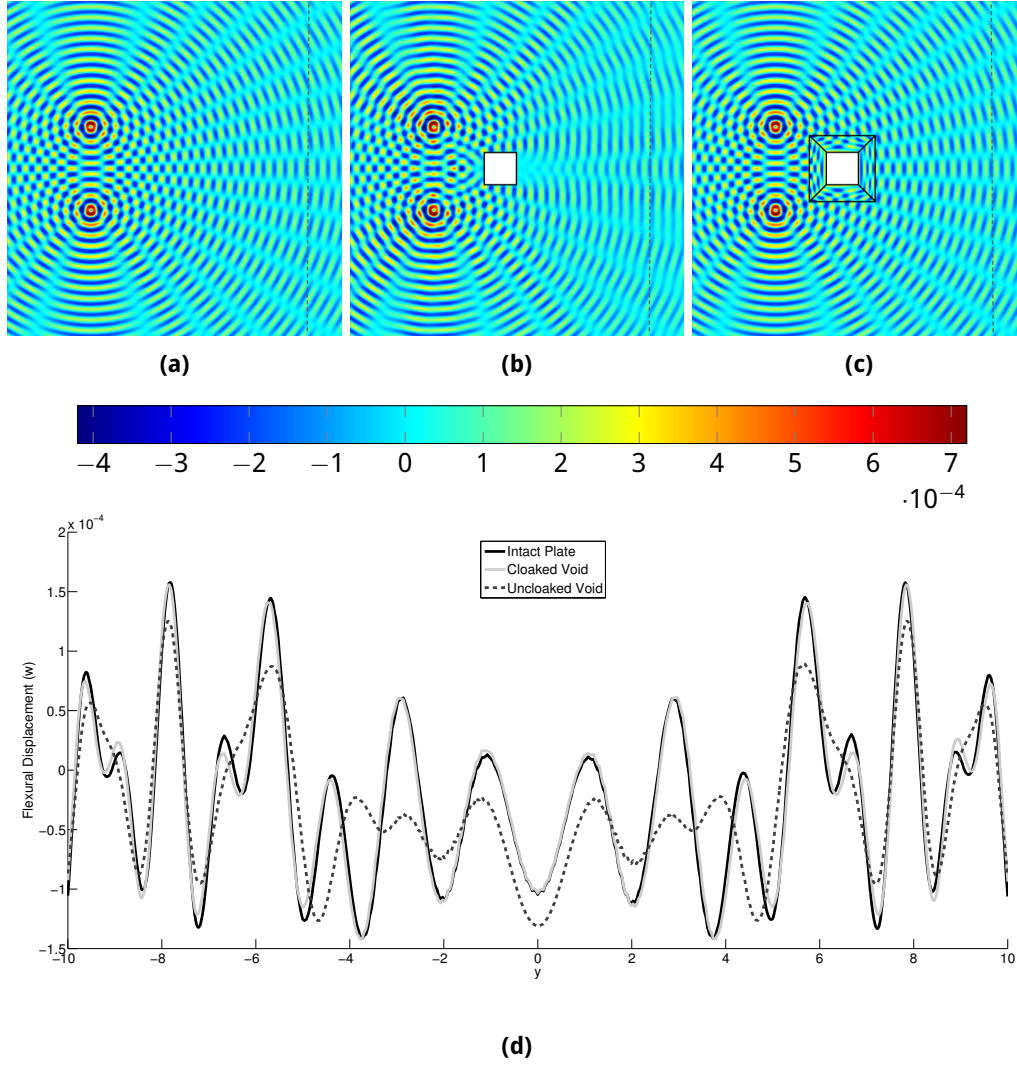 (a) (b) (c)
−4 −3 −2 −1 0 1 2 3 4 5 6 7
·10−4
x 10−4
2
1.5
1
0.5
0
−0.5
−1
−1.5
Flexural Displacement (w)
Intact Plate
Cloaked Void
Uncloaked Void
−10 −8 −6 −4 −2 0 2 4 6 8 10
y
(d)